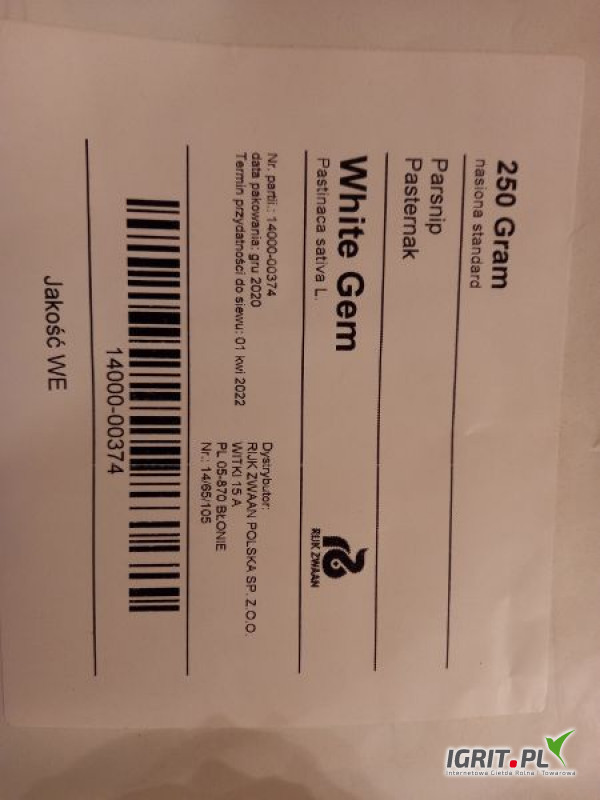 250 Gram
nasiona standard
Parsnip
Pasternak
White Gem
Pastinaca sativa L.
RIJK ZWAAN
Nr. partii.: 14000-00374
data pakowania: gru 2020
Termin przydatności do siewu: 01 kwi 2022
Dystrybutor:
RIJK ZWAAN POLSKA SP. Z.O.O.
WITKI 15 A
PL 05-870 BŁONIE
Nr.: 14/65/105
14000-00374
Jakość WE
IGRIT.PL
Internetowa Giełda Rolna i Towarowa